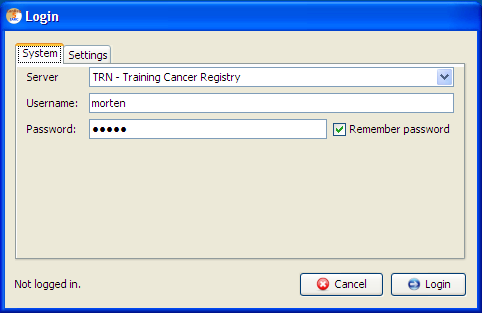 Login
System Settings
Server TRN - Training Cancer Registry
Username: morten
Password: ●●●●● Remember password
Not logged in. Cancel Login